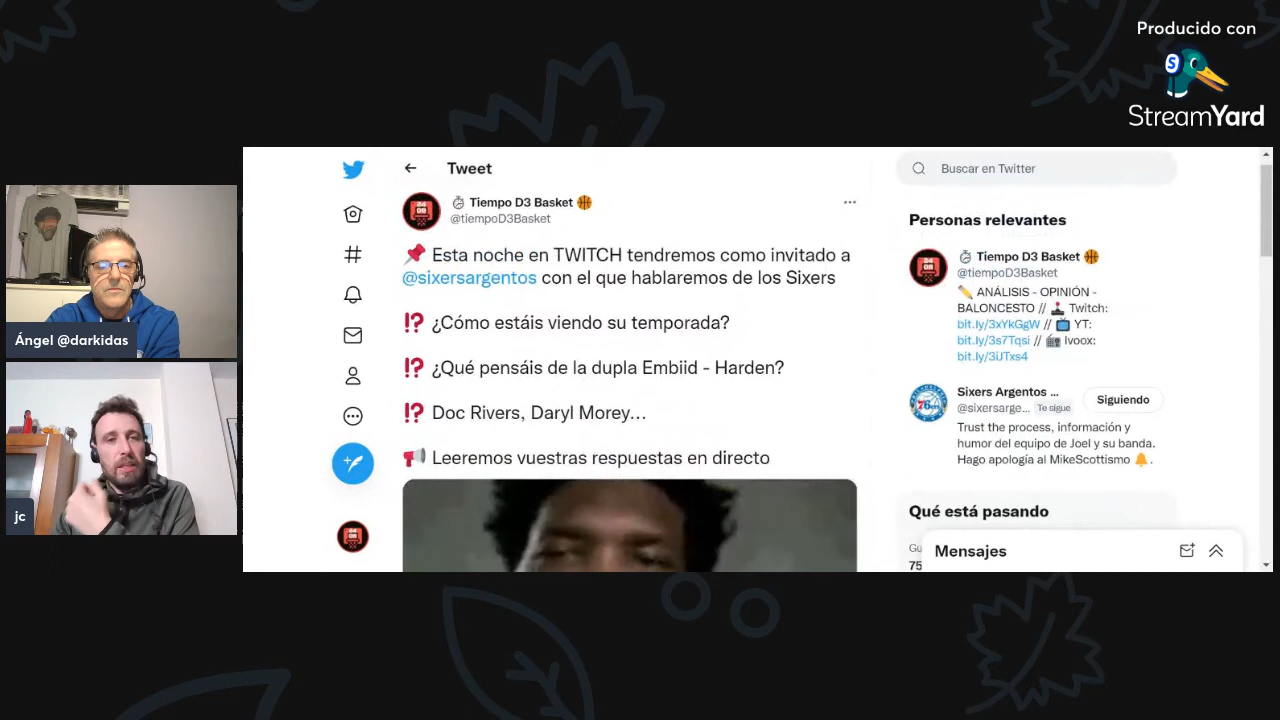 Producido con
StreamYard
Ángel @darkidas
jc
Tweet
Tiempo D3 Basket
@tiempoD3Basket
Esta noche en TWITCH tendremos como invitado a
@sixersargentos con el que hablaremos de los Sixers
⁉ ¿Cómo estáis viendo su temporada?
⁉ ¿Qué pensáis de la dupla Embiid - Harden?
⁉ Doc Rivers, Daryl Morey…
Leeremos vuestras respuestas en directo
Buscar en Twitter
Personas relevantes
Tiempo D3 Basket
@tiempoD3Basket
ANÁLISIS - OPINIÓN -
BALONCESTO // Twitch:
bit.ly/3xYkGgW // YT:
bit.ly/3s7Tqsi // Ivoox:
bit.ly/3iJTxs4
Sixers Argentos ...
@sixersarge... Te sigue
Siguiendo
Trust the process, información y
humor del equipo de Joel y su banda.
Hago apología al MikeScottismo .
Qué está pasando
Gu
75
Mensajes